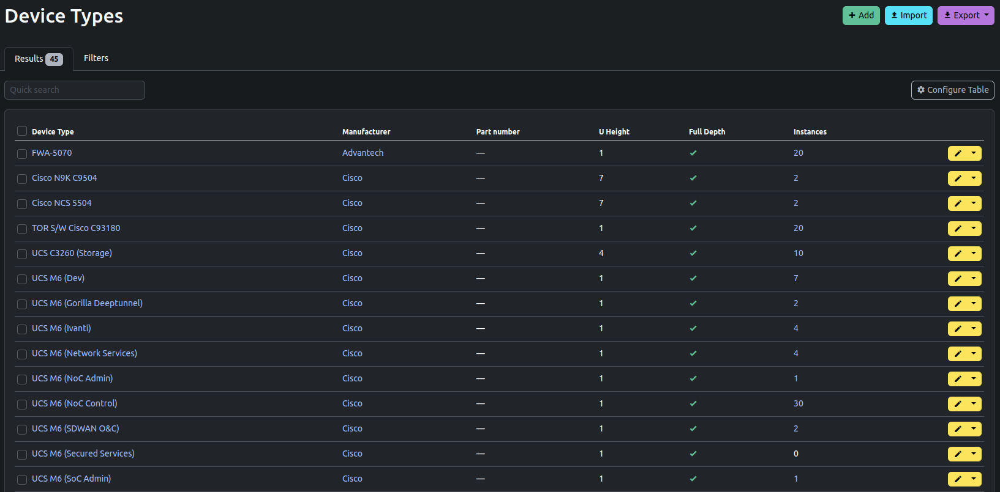 Device Types
Add Import Export
Results 45 Filters
Quick search Configure Table
Device Type Manufacturer Part number U Height Full Depth Instances
FWA-5070 Advantech — 1 20
Cisco N9K C9504 Cisco — 7 2
Cisco NCS 5504 Cisco — 7 2
TOR S/W Cisco C93180 Cisco — 1 20
UCS C3260 (Storage) Cisco — 4 10
UCS M6 (Dev) Cisco — 1 7
UCS M6 (Gorilla Deeptunnel) Cisco — 1 2
UCS M6 (Ivanti) Cisco — 1 4
UCS M6 (Network Services) Cisco — 1 4
UCS M6 (NoC Admin) Cisco — 1 1
UCS M6 (NoC Control) Cisco — 1 30
UCS M6 (SDWAN O&C) Cisco — 1 2
UCS M6 (Secured Services) Cisco — 1 0
UCS M6 (SoC Admin) Cisco — 1 1